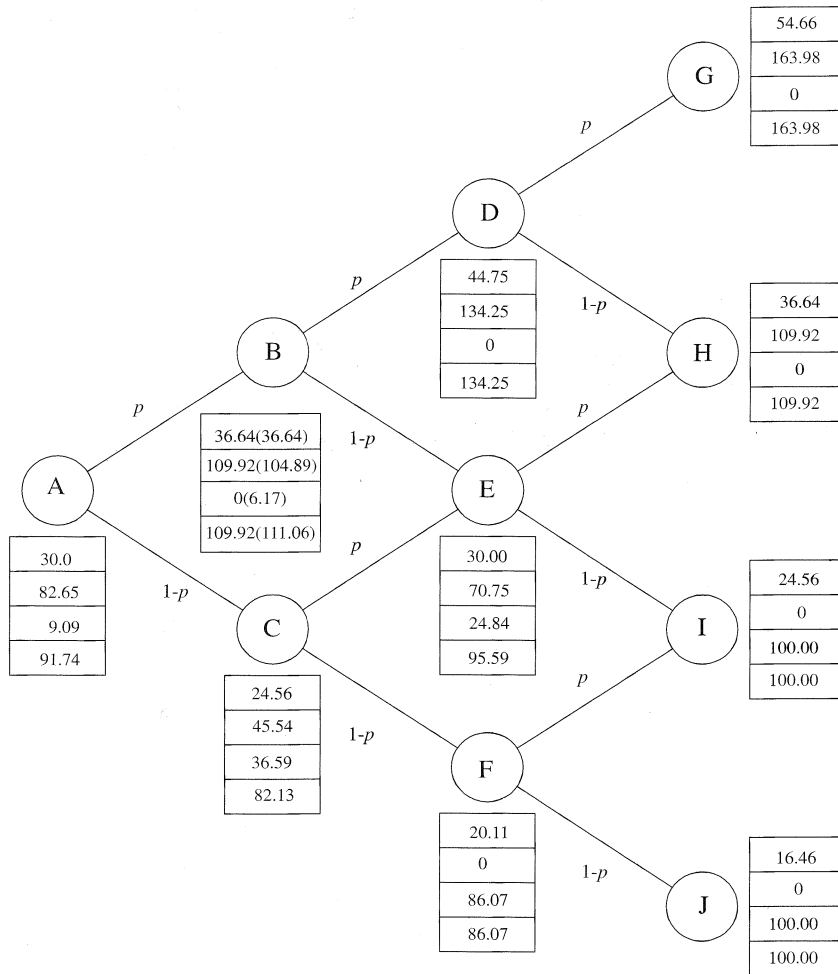 54.66
163.98
0
163.98
G
p
D
44.75
134.25
0
134.25
p
1-p
36.64
109.92
0
109.92
H
B
36.64(36.64)
109.92(104.89)
0(6.17)
109.92(111.06)
p
1-p
p
A
30.0
82.65
9.09
91.74
E
30.00
70.75
24.84
95.59
p
1-p
1-p
24.56
0
100.00
100.00
I
C
24.56
45.54
36.59
82.13
p
1-p
F
20.11
0
86.07
86.07
1-p
16.46
0
100.00
100.00
J